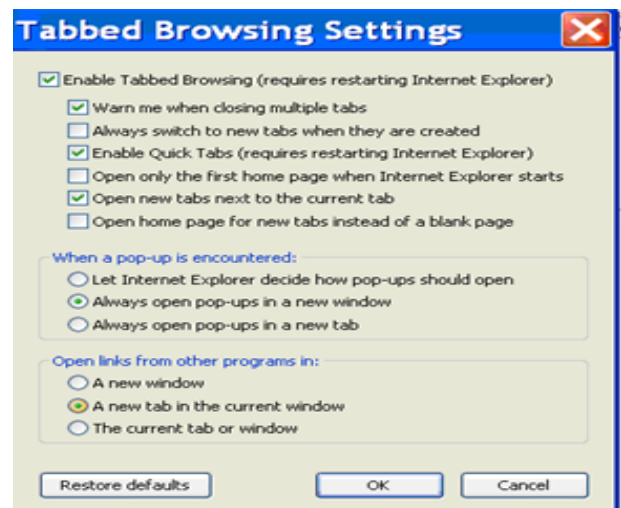 Tabbed Browsing Settings
Enable Tabbed Browsing (requires restarting Internet Explorer)
Warn me when closing multiple tabs
Always switch to new tabs when they are created
Enable Quick Tabs (requires restarting Internet Explorer)
Open only the first home page when Internet Explorer starts
Open new tabs next to the current tab
Open home page for new tabs instead of a blank page
When a pop-up is encountered:
Let Internet Explorer decide how pop-ups should open
Always open pop-ups in a new window
Always open pop-ups in a new tab
Open links from other programs in:
A new window
A new tab in the current window
The current tab or window
Restore defaults OK Cancel